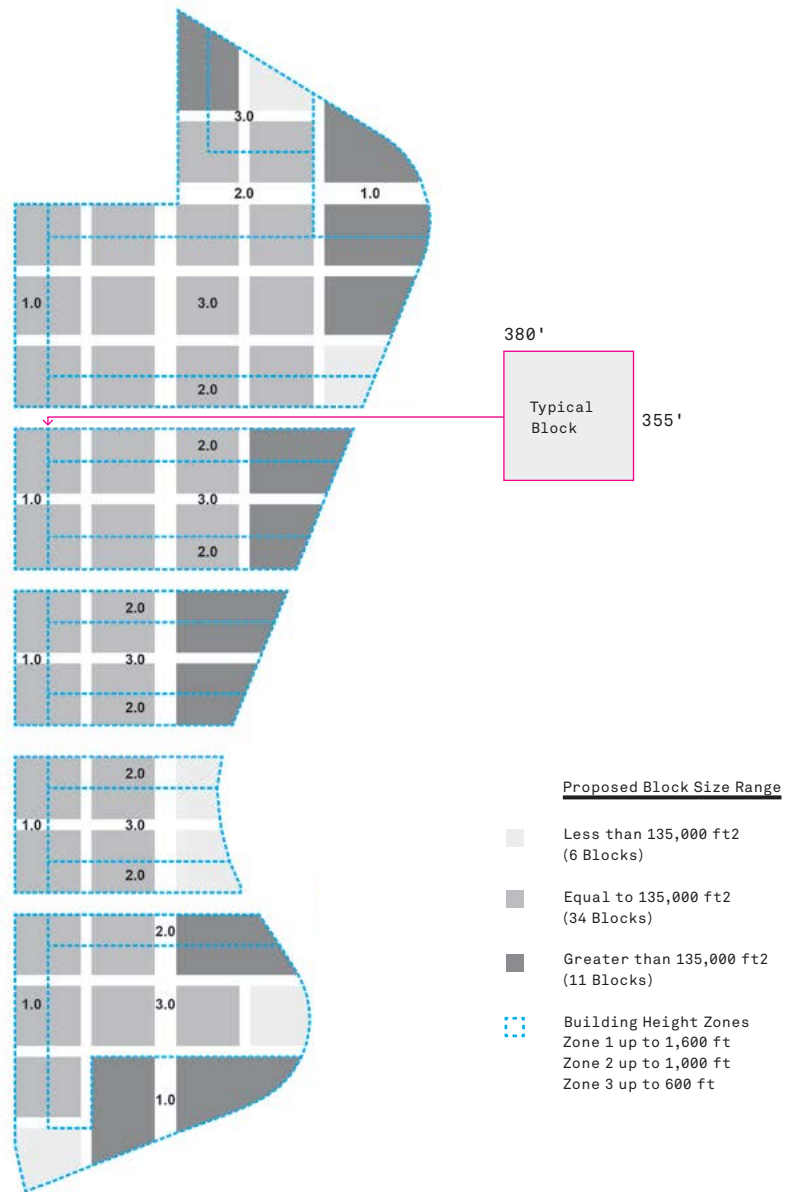 3.0
2.0
1.0
1.0
3.0
2.0
380'
Typical
Block
355'
2.0
1.0
3.0
2.0
2.0
1.0
3.0
2.0
2.0
1.0
3.0
2.0
2.0
1.0
3.0
1.0
Proposed Block Size Range
Less than 135,000 ft2
(6 Blocks)
Equal to 135,000 ft2
(34 Blocks)
Greater than 135,000 ft2
(11 Blocks)
Building Height Zones
Zone 1 up to 1,600 ft
Zone 2 up to 1,000 ft
Zone 3 up to 600 ft